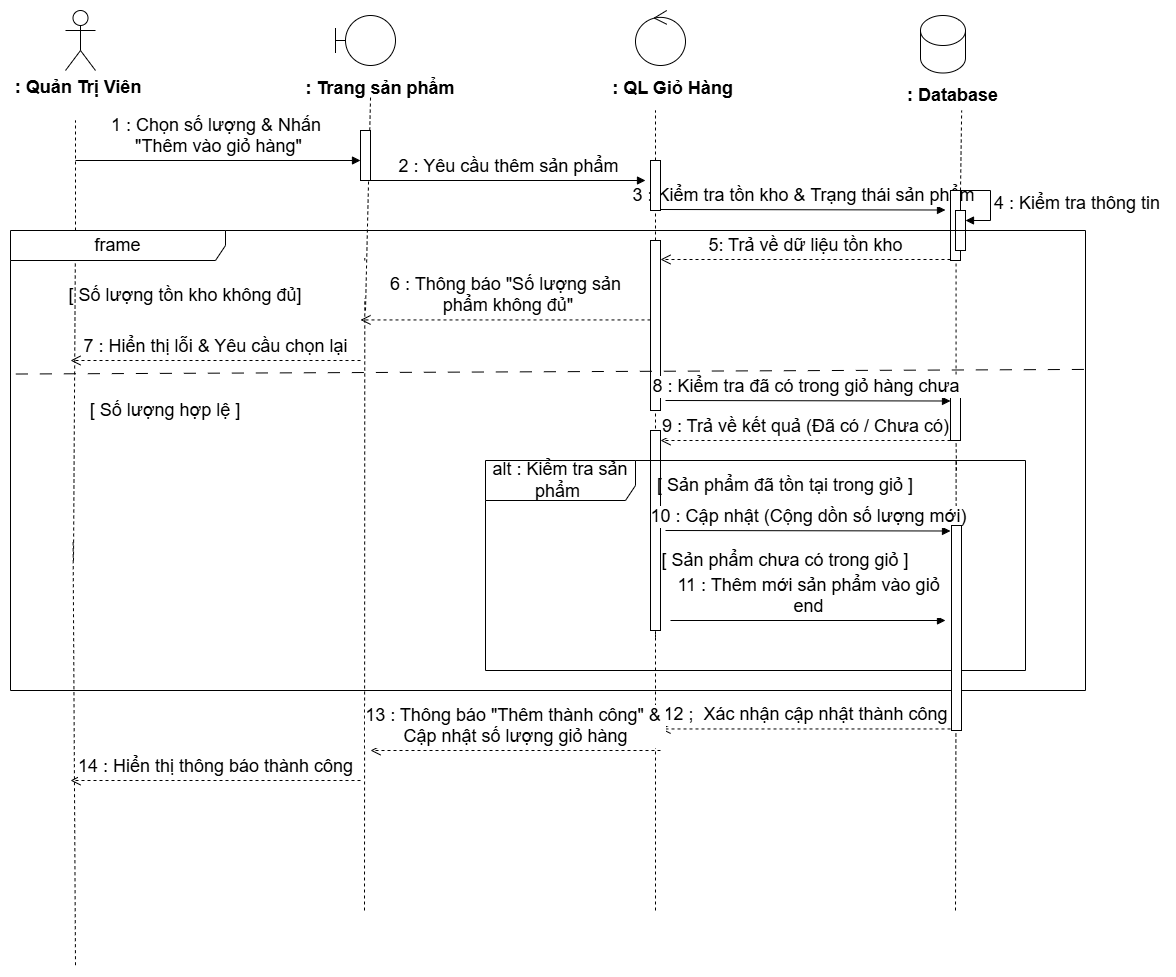 : Quản Trị Viên
: Trang sản phẩm
: QL Giỏ Hàng
: Database
1 : Chọn số lượng & Nhấn
"Thêm vào giỏ hàng"
2 : Yêu cầu thêm sản phẩm
3 : Kiểm tra tồn kho & Trạng thái sản phẩm
4 : Kiểm tra thông tin
frame
5: Trả về dữ liệu tồn kho
[ Số lượng tồn kho không đủ]
6 : Thông báo "Số lượng sản
phẩm không đủ"
7 : Hiển thị lỗi & Yêu cầu chọn lại
8 : Kiểm tra đã có trong giỏ hàng chưa
[ Số lượng hợp lệ ]
9 : Trả về kết quả (Đã có / Chưa có)
alt : Kiểm tra sản
phẩm
[ Sản phẩm đã tồn tại trong giỏ ]
10 : Cập nhật (Cộng dồn số lượng mới)
[ Sản phẩm chưa có trong giỏ ]
11 : Thêm mới sản phẩm vào giỏ
end
12 ;  Xác nhận cập nhật thành công
13 : Thông báo "Thêm thành công" &
Cập nhật số lượng giỏ hàng
14 : Hiển thị thông báo thành công